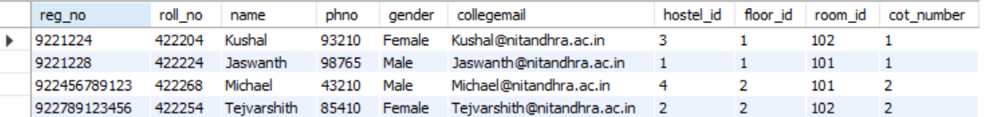 reg_no roll_no name phno gender collegemail hostel_id floor_id room_id cot_number
9221224 422204 Kushal 93210 Female Kushal@nitandhra.ac.in 3 1 102 1
9221228 422224 Jaswanth 98765 Male Jaswanth@nitandhra.ac.in 1 1 101 1
922456789123 422268 Michael 43210 Male Michael@nitandhra.ac.in 4 2 101 2
922789123456 422254 Tejvarshith 85410 Female Tejvarshith@nitandhra.ac.in 2 2 102 2